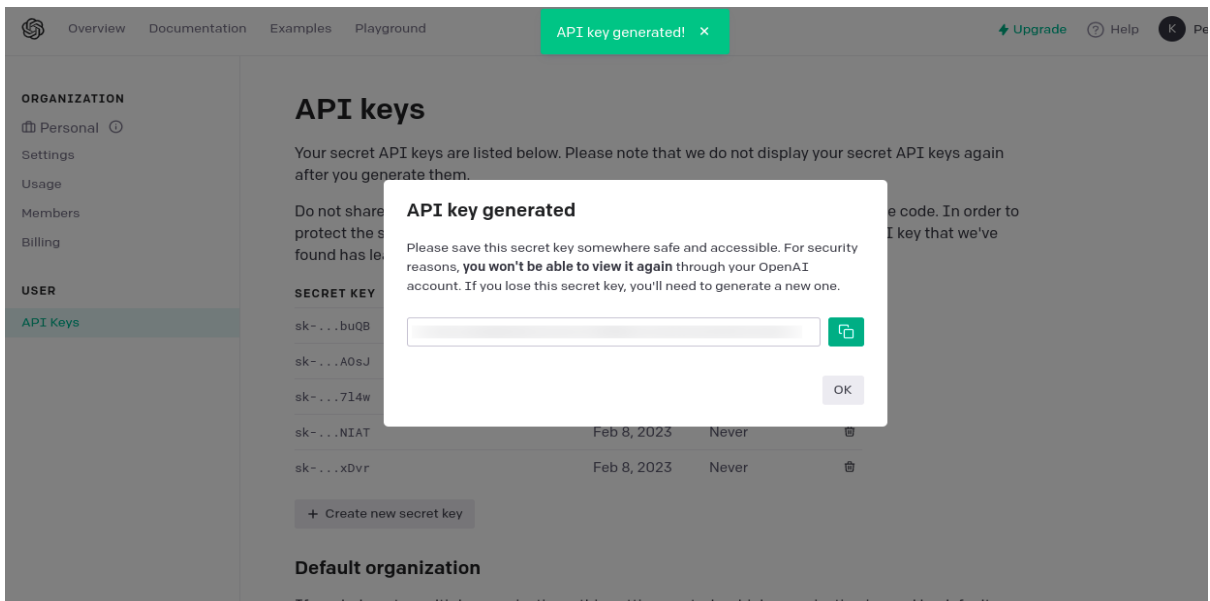 Overview Documentation Examples Playground
API key generated! ×
Upgrade ? Help K Pe
ORGANIZATION
Personal
Settings
Usage
Members
Billing
USER
API Keys
API keys
Your secret API keys are listed below. Please note that we do not display your secret API keys again
after you generate them.
Do not share e code. In order to
protect the s I key that we've
found has le
SECRET KEY
sk-...buQB
sk-...AOsJ
sk-...7l4w
sk-...NIAT Feb 8, 2023 Never
sk-...xDvr Feb 8, 2023 Never
+ Create new secret key
Default organization
API key generated
Please save this secret key somewhere safe and accessible. For security
reasons, you won't be able to view it again through your OpenAI
account. If you lose this secret key, you'll need to generate a new one.
OK